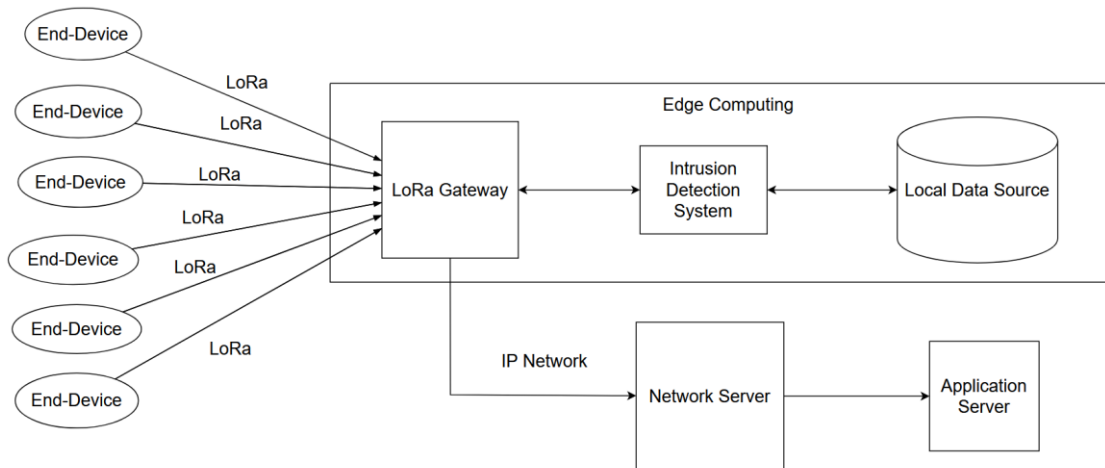 End-Device
LoRa
Edge Computing
End-Device
LoRa
End-Device
LoRa
LoRa Gateway
Intrusion
Detection
System
Local Data Source
LoRa
End-Device
LoRa
End-Device
LoRa
End-Device
IP Network
Network Server
Application
Server